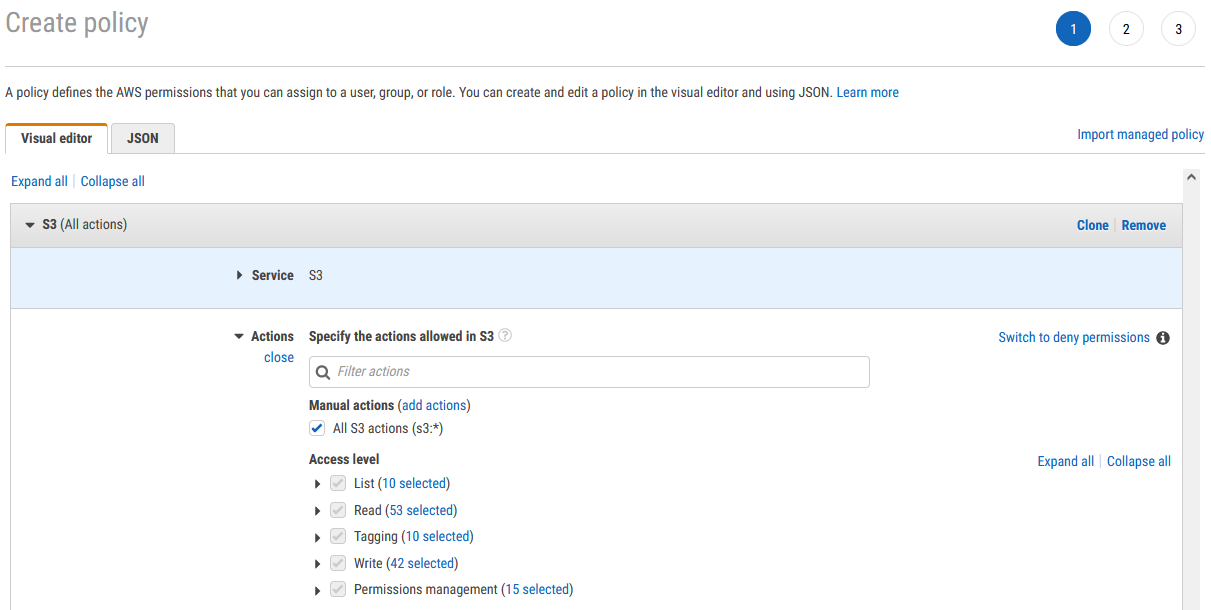 Create policy
1 2 3
A policy defines the AWS permissions that you can assign to a user, group, or role. You can create and edit a policy in the visual editor and using JSON. Learn more
Visual editor JSON Import managed policy
Expand all | Collapse all
S3 (All actions) Clone | Remove
Service S3
Actions Specify the actions allowed in S3 ? Switch to deny permissions i
close
Filter actions
Manual actions (add actions)
All S3 actions (s3:*)
Access level Expand all | Collapse all
List (10 selected)
Read (53 selected)
Tagging (10 selected)
Write (42 selected)
Permissions management (15 selected)